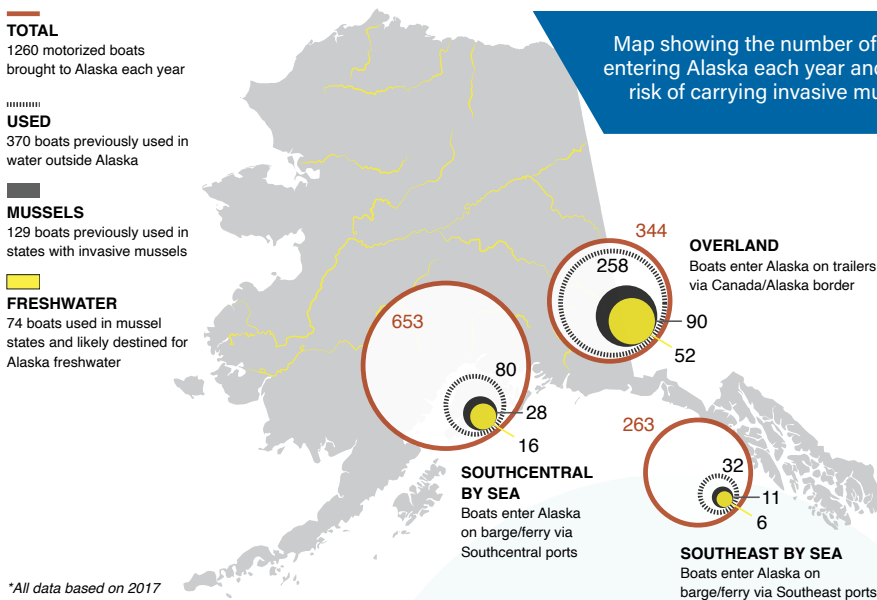 TOTAL
1260 motorized boats
brought to Alaska each year
USED
370 boats previously used in
water outside Alaska
MUSSELS
129 boats previously used in
states with invasive mussels
FRESHWATER
74 boats used in mussel
states and likely destined for
Alaska freshwater
Map showing the number of
entering Alaska each year and
risk of carrying invasive mu
344
258
90
52
OVERLAND
Boats enter Alaska on trailers
via Canada/Alaska border
653
80
28
16
SOUTHCENTRAL
BY SEA
Boats enter Alaska
on barge/ferry via
Southcentral ports
263
32
11
6
SOUTHEAST BY SEA
Boats enter Alaska on
barge/ferry via Southeast ports
*All data based on 2017